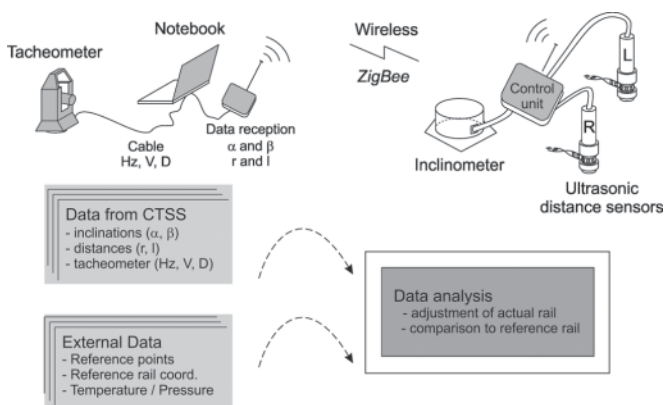 Tacheometer
Notebook
Wireless
ZigBee
L
Control
unit
R
Cable
Hz, V, D
Data reception
α and β
r and l
Inclinometer
Ultrasonic
distance sensors
Data from CTSS
- inclinations (α, β)
- distances (r, l)
- tacheometer (Hz, V, D)
Data analysis
- adjustment of actual rail
- comparison to reference rail
External Data
- Reference points
- Reference rail coord.
- Temperature / Pressure